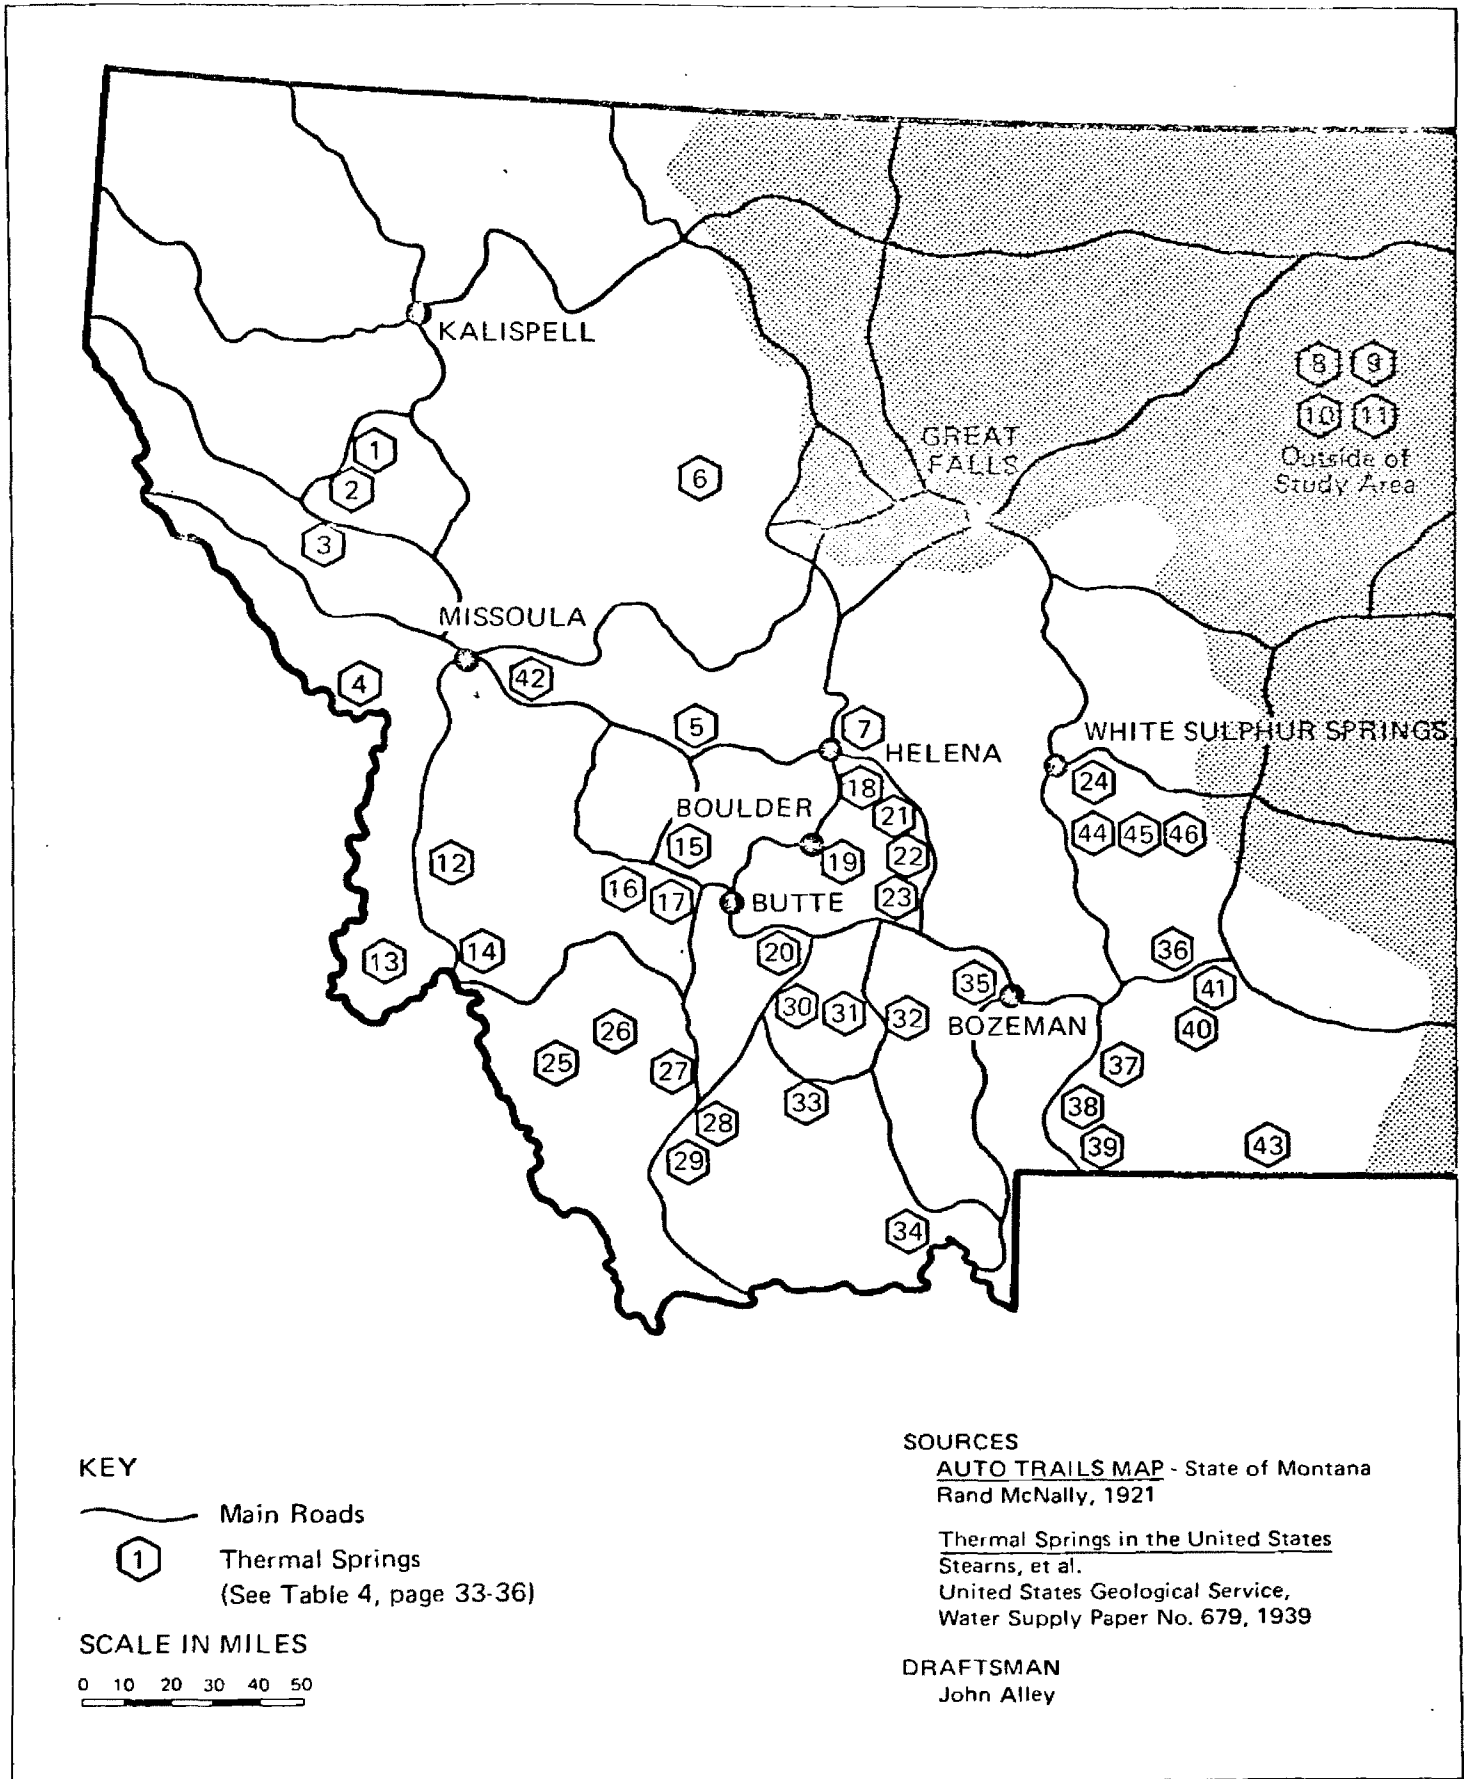 KALISPELL
8 9
10 11
Outside of
Study Area
GREAT
FALLS
1
2
3
6
MISSOULA
4
42
5
7
HELENA
WHITE SULPHUR SPRINGS
24
44 45 46
18
21
BOULDER
15
19
22
23
12
16
17
BUTTE
20
13
14
36
35
41
40
BOZEMAN
30
31
32
26
25
27
37
38
39
33
28
29
43
34
KEY
Main Roads
1
Thermal Springs
(See Table 4, page 33-36)
SCALE IN MILES
0 10 20 30 40 50
SOURCES
AUTO TRAILS MAP - State of Montana
Rand McNally, 1921
Thermal Springs in the United States
Stearns, et al.
United States Geological Service,
Water Supply Paper No. 679, 1939
DRAFTSMAN
John Alley